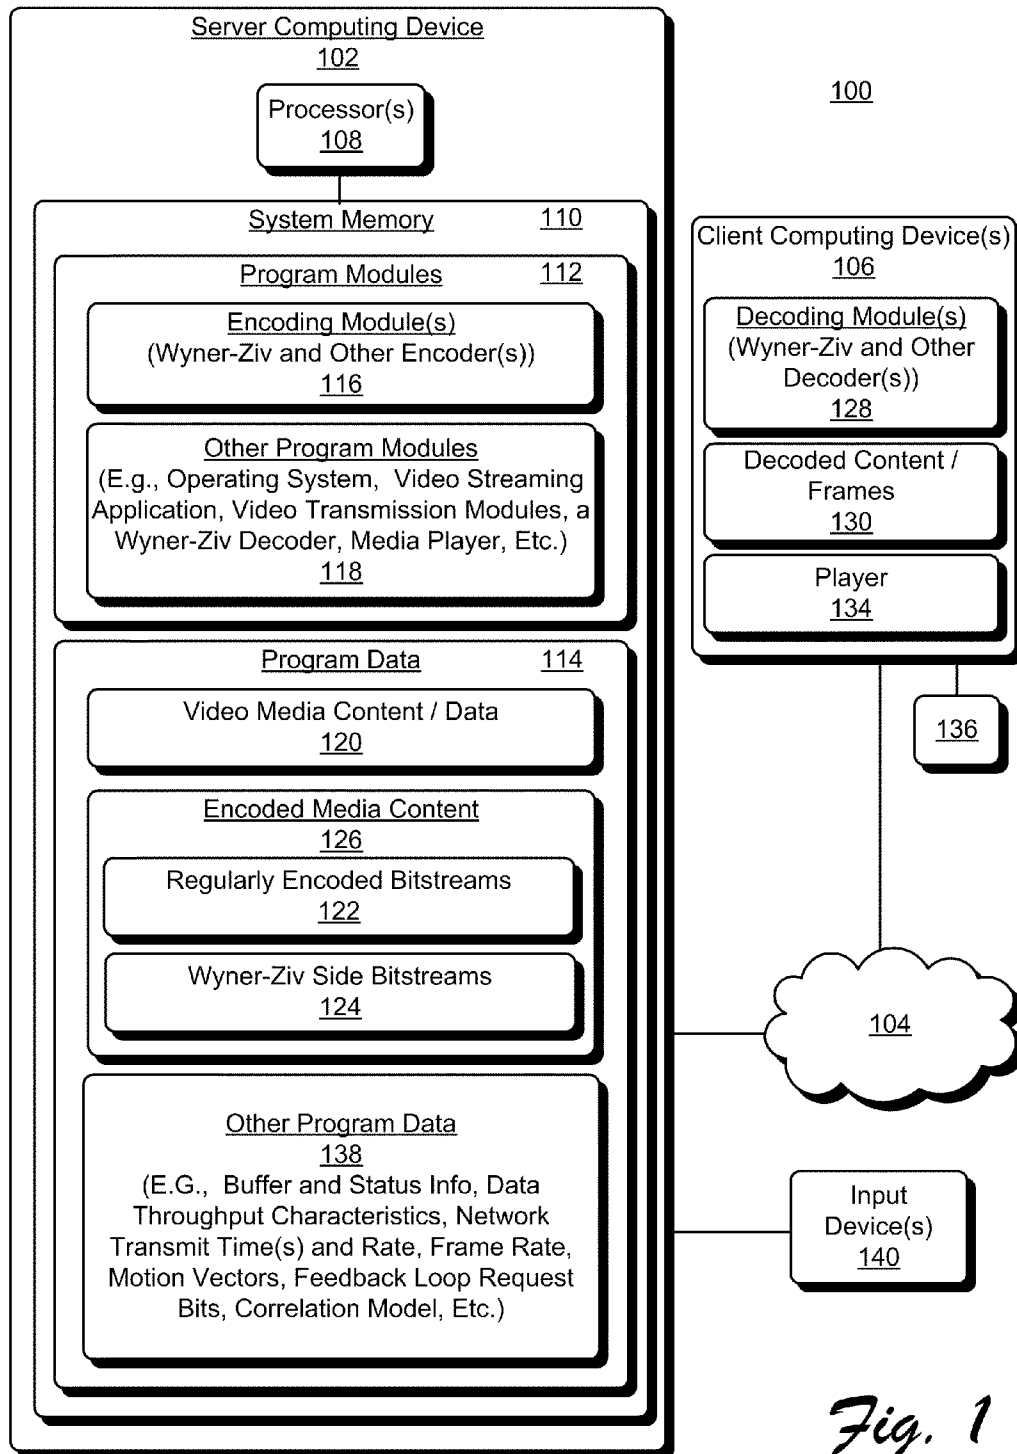 Server Computing Device
102
Processor(s)
108
100
System Memory 110
Program Modules 112
Encoding Module(s)
(Wyner-Ziv and Other Encoder(s))
116
Other Program Modules
(E.g., Operating System, Video Streaming
Application, Video Transmission Modules, a
Wyner-Ziv Decoder, Media Player, Etc.)
118
Program Data 114
Video Media Content / Data
120
Encoded Media Content
126
Regularly Encoded Bitstreams
122
Wyner-Ziv Side Bitstreams
124
Other Program Data
138
(E.G., Buffer and Status Info, Data
Throughput Characteristics, Network
Transmit Time(s) and Rate, Frame Rate,
Motion Vectors, Feedback Loop Request
Bits, Correlation Model, Etc.)
Client Computing Device(s)
106
Decoding Module(s)
(Wyner-Ziv and Other
Decoder(s))
128
Decoded Content /
Frames
130
Player
134
136
104
Input
Device(s)
140
Fig. 1